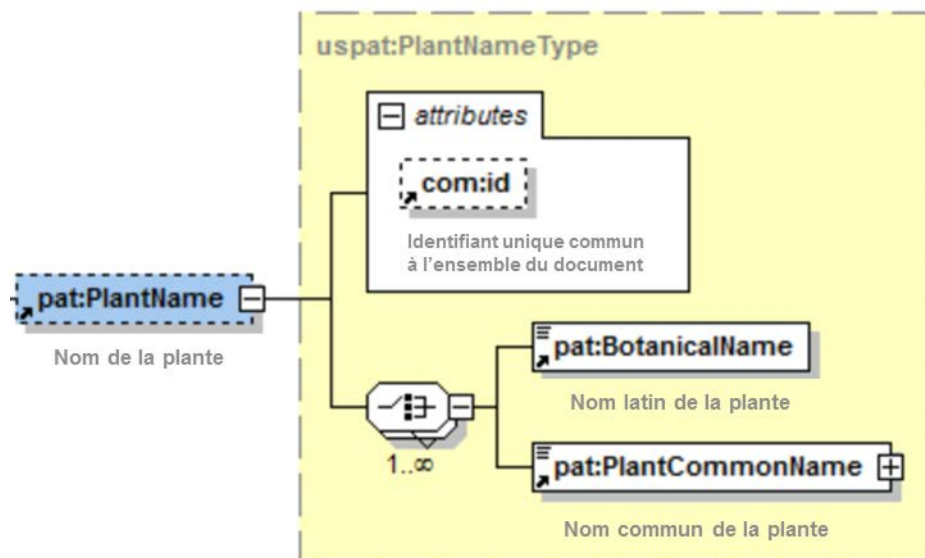 uspat:PlantNameType
attributes
com:id
Identifiant unique commun
à l'ensemble du document
pat:PlantName
Nom de la plante
pat:BotanicalName
Nom latin de la plante
1..∞
pat:PlantCommonName
Nom commun de la plante